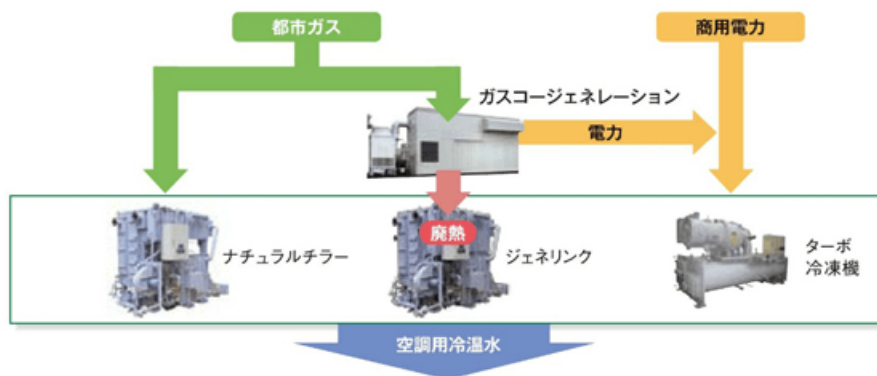 都市ガス
商用電力
ガスコージェネレーション
電力
廃熱
ナチュラルチラー
ジェネリンク
ターボ
冷凍機
空調用冷温水